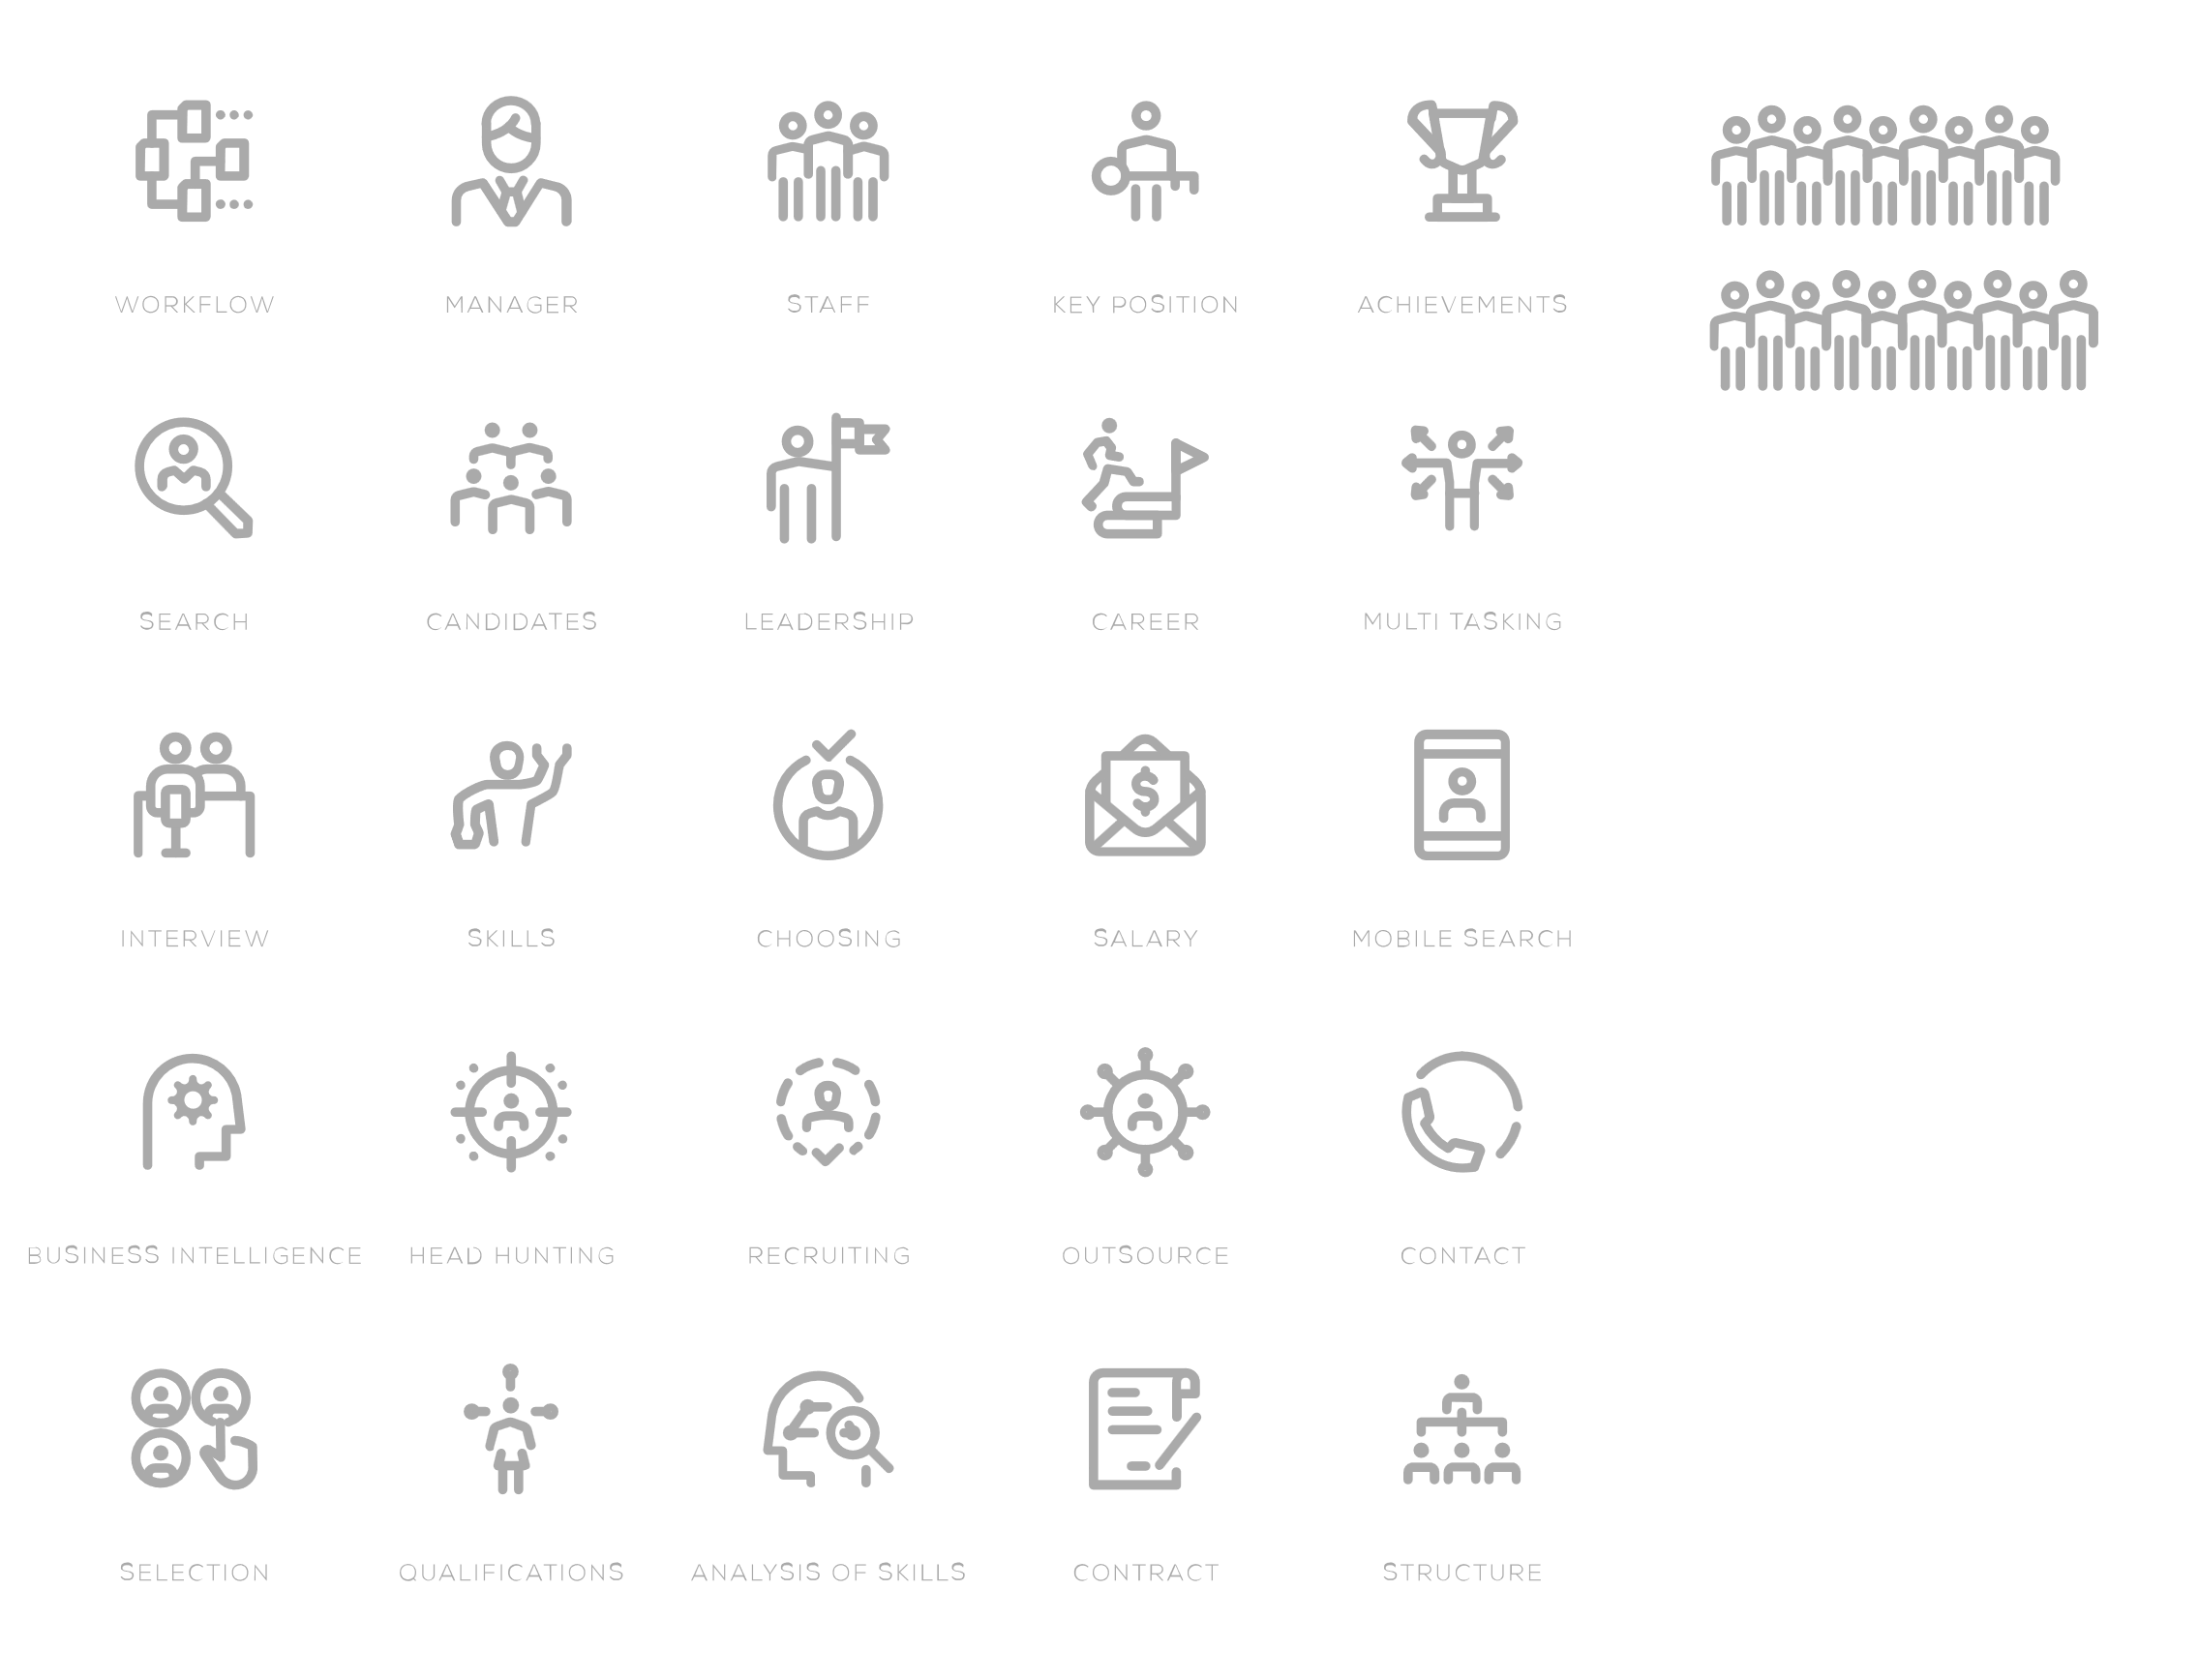 WORKFLOW
MANAGER
STAFF
KEY POSITION
ACHIEVEMENTS
SEARCH
CANDIDATES
LEADERSHIP
CAREER
MULTI TASKING
INTERVIEW
SKILLS
CHOOSING
$
SALARY
MOBILE SEARCH
BUSINESS INTELLIGENCE
HEAD HUNTING
RECRUITING
OUTSOURCE
CONTACT
SELECTION
QUALIFICATIONS
ANALYSIS OF SKILLS
CONTRACT
STRUCTURE